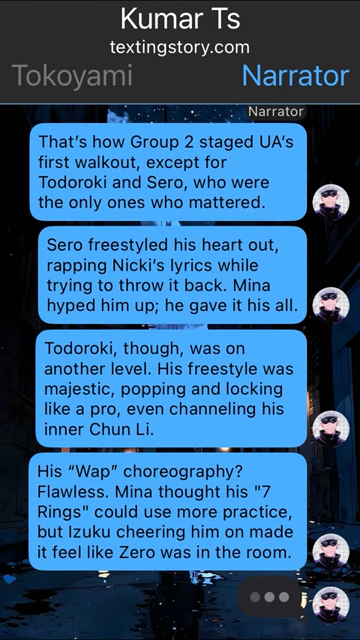 Kumar Ts
textingstory.com
Tokoyami
Narrator
Narrator
That’s how Group 2 staged UA’s
first walkout, except for
Todoroki and Sero, who were
the only ones who mattered.
Sero freestyled his heart out,
rapping Nicki’s lyrics while
trying to throw it back. Mina
hyped him up; he gave it his all.
Todoroki, though, was on
another level. His freestyle was
majestic, popping and locking
like a pro, even channeling his
inner Chun Li.
His “Wap” choreography?
Flawless. Mina thought his "7
Rings" could use more practice,
but Izuku cheering him on made
it feel like Zero was in the room.